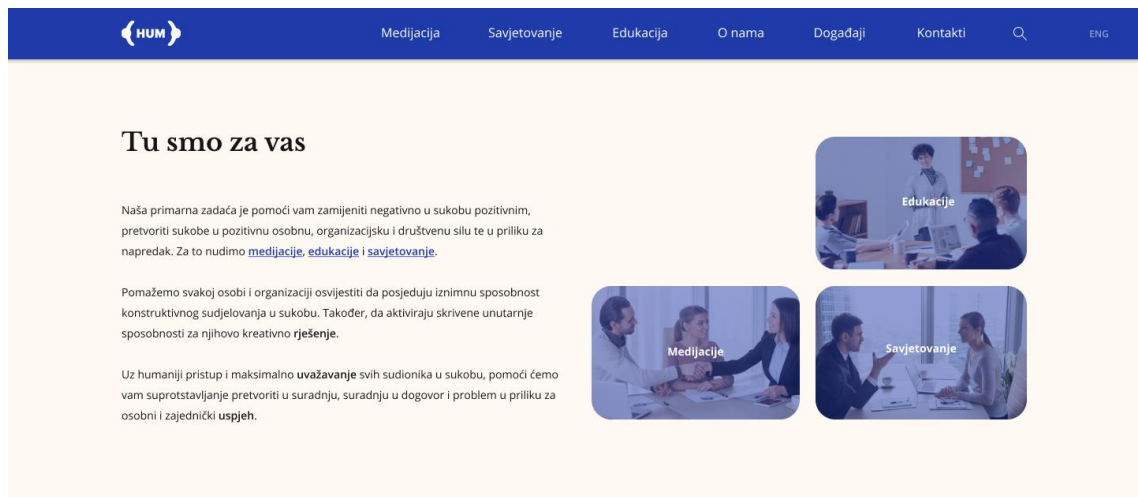 HUM
Medijacija
Savjetovanje
Edukacija
O nama
Događaji
Kontakti
ENG
Tu smo za vas
Naša primarna zadaća je pomoći vam zamijeniti negativno u sukobu pozitivnim,
pretvoriti sukobe u pozitivnu osobnu, organizacijsku i društvenu silu te u priliku za
napredak. Za to nudimo medijacije, edukacije i savjetovanje.
Pomažemo svakoj osobi i organizaciji osvijestiti da posjeduju iznimnu sposobnost
konstruktivnog sudjelovanja u sukobu. Također, da aktiviraju skrivene unutarnje
sposobnosti za njihovo kreativno rješenje.
Uz humaniji pristup i maksimalno uvažavanje svih sudionika u sukobu, pomoći ćemo
vam suprotstavljanje pretvoriti u suradnju, suradnju u dogovor i problem u priliku za
osobni i zajednički uspjeh.
Edukacije
Medijacije
Savjetovanje